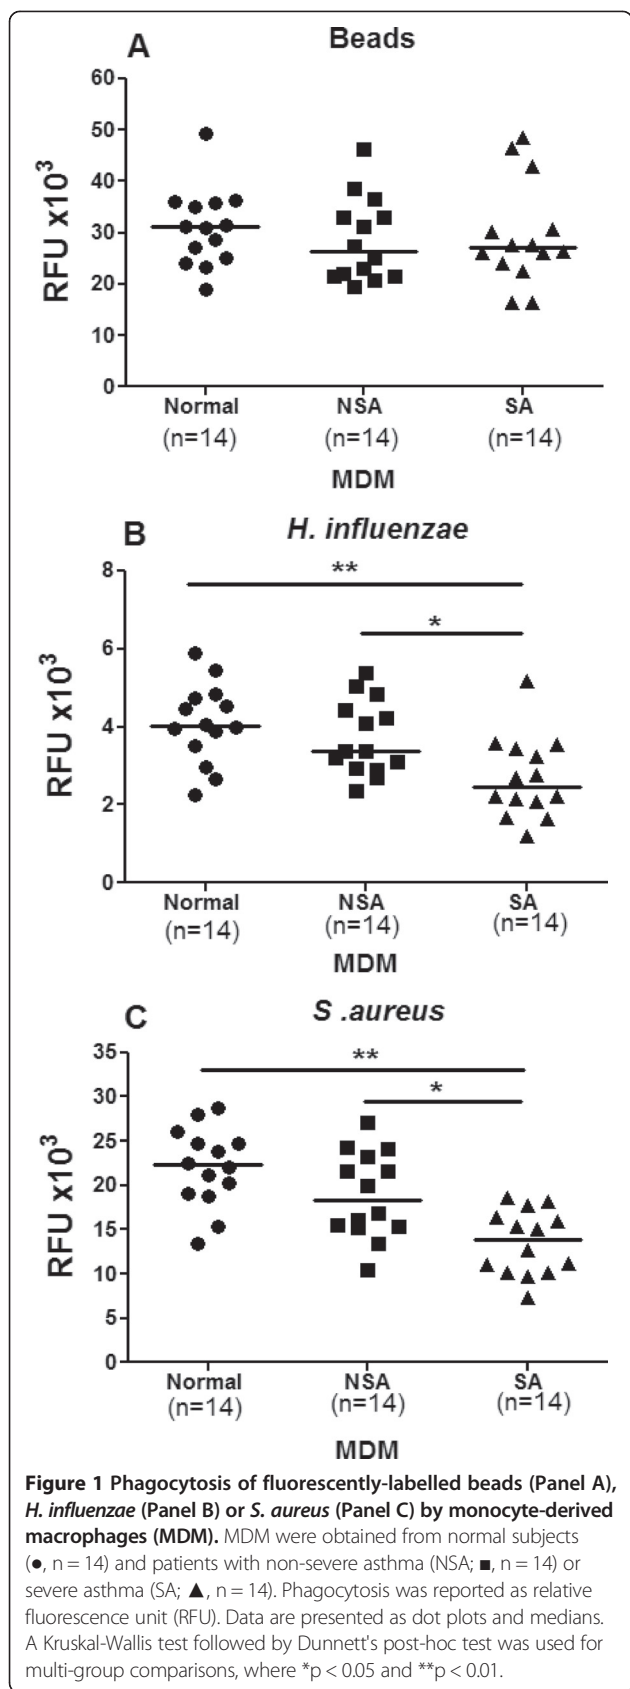 A
Beads
60
50
40
30
20
10
0
RFU x10³
Normal NSA SA
(n=14) (n=14) (n=14)
MDM
B
H. influenzae
**
*
8
6
4
2
0
RFU x10³
Normal NSA SA
(n=14) (n=14) (n=14)
MDM
C
S .aureus
**
*
35
30
25
20
15
10
5
0
RFU x10³
Normal NSA SA
(n=14) (n=14) (n=14)
MDM
Figure 1 Phagocytosis of fluorescently-labelled beads (Panel A),
H. influenzae (Panel B) or S. aureus (Panel C) by monocyte-derived
macrophages (MDM). MDM were obtained from normal subjects
(●, n = 14) and patients with non-severe asthma (NSA; ■, n = 14) or
severe asthma (SA; ▲, n = 14). Phagocytosis was reported as relative
fluorescence unit (RFU). Data are presented as dot plots and medians.
A Kruskal-Wallis test followed by Dunnett's post-hoc test was used for
multi-group comparisons, where *p < 0.05 and **p < 0.01.